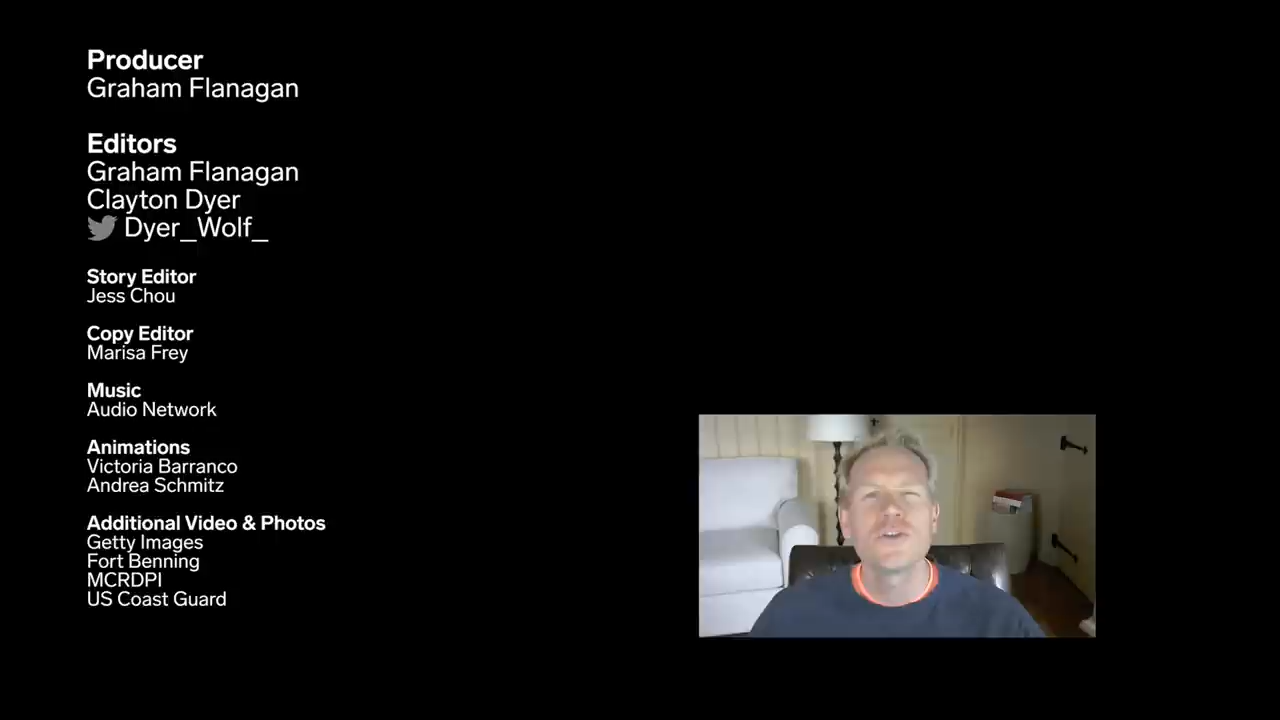 Producer
Graham Flanagan
Editors
Graham Flanagan
Clayton Dyer
Dyer_Wolf_
Story Editor
Jess Chou
Copy Editor
Marisa Frey
Music
Audio Network
Animations
Victoria Barranco
Andrea Schmitz
Additional Video & Photos
Getty Images
Fort Benning
MCRDPI
US Coast Guard